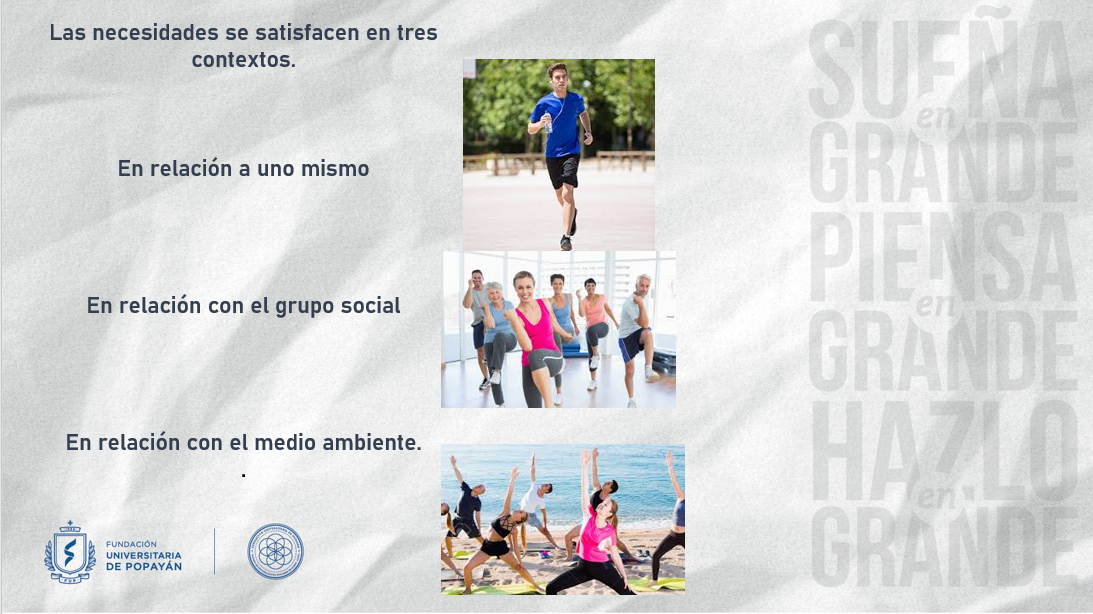 Las necesidades se satisfacen en tres
contextos.
En relación a uno mismo
En relación con el grupo social
En relación con el medio ambiente.
.
FUNDACIÓN
UNIVERSITARIA
DE POPAYÁN
SUEÑA
en
GRANDE
PIENSA
en
GRANDE
HAZLO
en
GRANDE